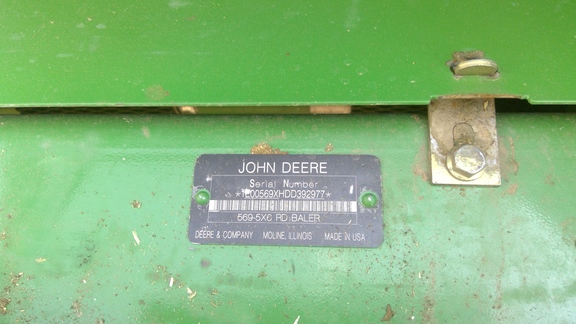 JOHN DEERE
Serial Number
*1E00569XHDD392977*
569-5X6 RD-BALER
DEERE & COMPANY MOLINE, ILLINOIS MADE IN USA